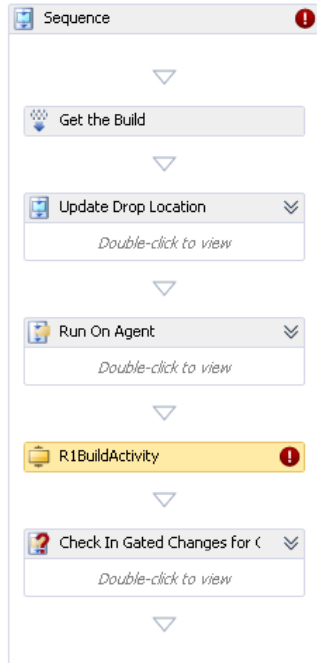 Sequence
Get the Build
Update Drop Location
Double-click to view
Run On Agent
Double-click to view
R1BuildActivity
Check In Gated Changes for (
Double-click to view